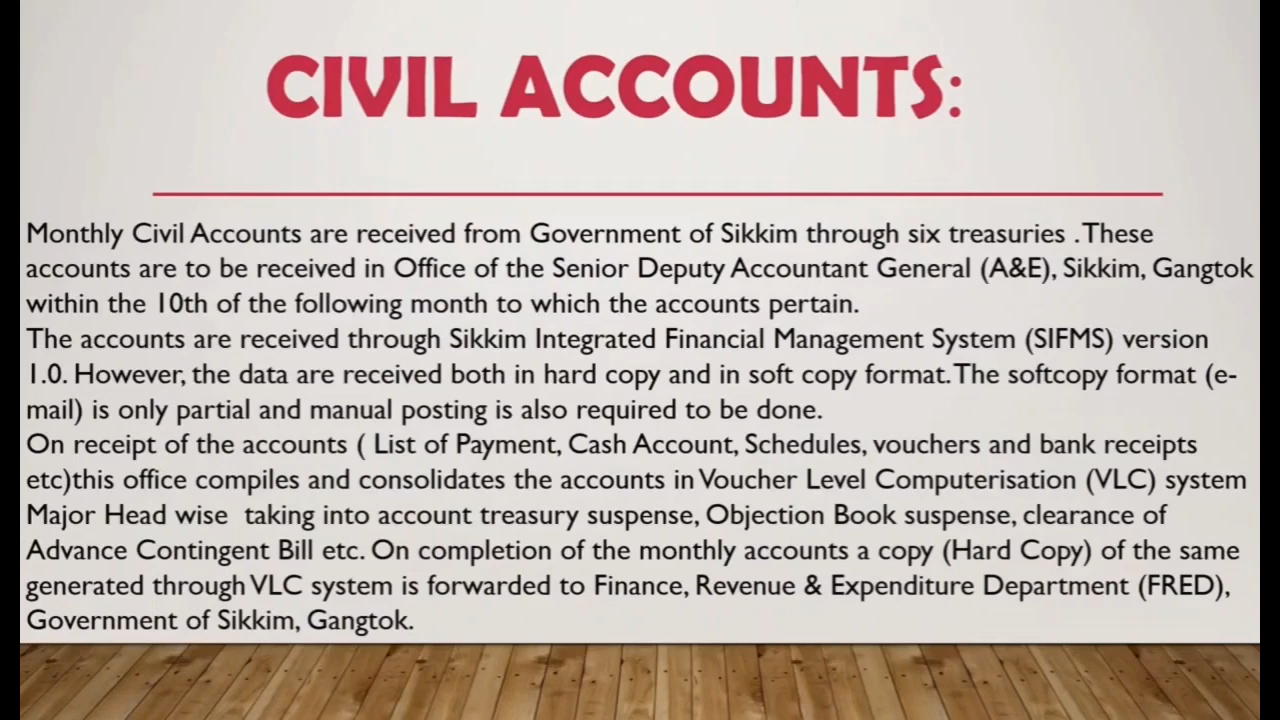 CIVIL ACCOUNTS:
Monthly Civil Accounts are received from Government of Sikkim through six treasuries . These
accounts are to be received in Office of the Senior Deputy Accountant General (A&E), Sikkim, Gangtok
within the 10th of the following month to which the accounts pertain.
The accounts are received through Sikkim Integrated Financial Management System (SIFMS) version
1.0. However, the data are received both in hard copy and in soft copy format. The softcopy format (e-
mail) is only partial and manual posting is also required to be done.
On receipt of the accounts ( List of Payment, Cash Account, Schedules, vouchers and bank receipts
etc)this office compiles and consolidates the accounts in Voucher Level Computerisation (VLC) system
Major Head wise  taking into account treasury suspense, Objection Book suspense, clearance of
Advance Contingent Bill etc. On completion of the monthly accounts a copy (Hard Copy) of the same
generated through VLC system is forwarded to Finance, Revenue & Expenditure Department (FRED),
Government of Sikkim, Gangtok.